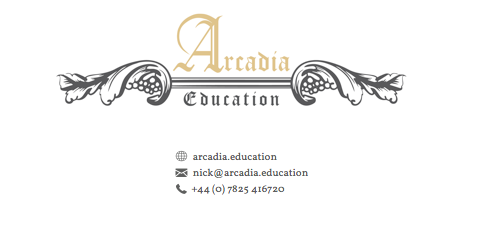 Arcadia
Education
arcadia.education
nick@arcadia.education
+44 (0) 7825 416720